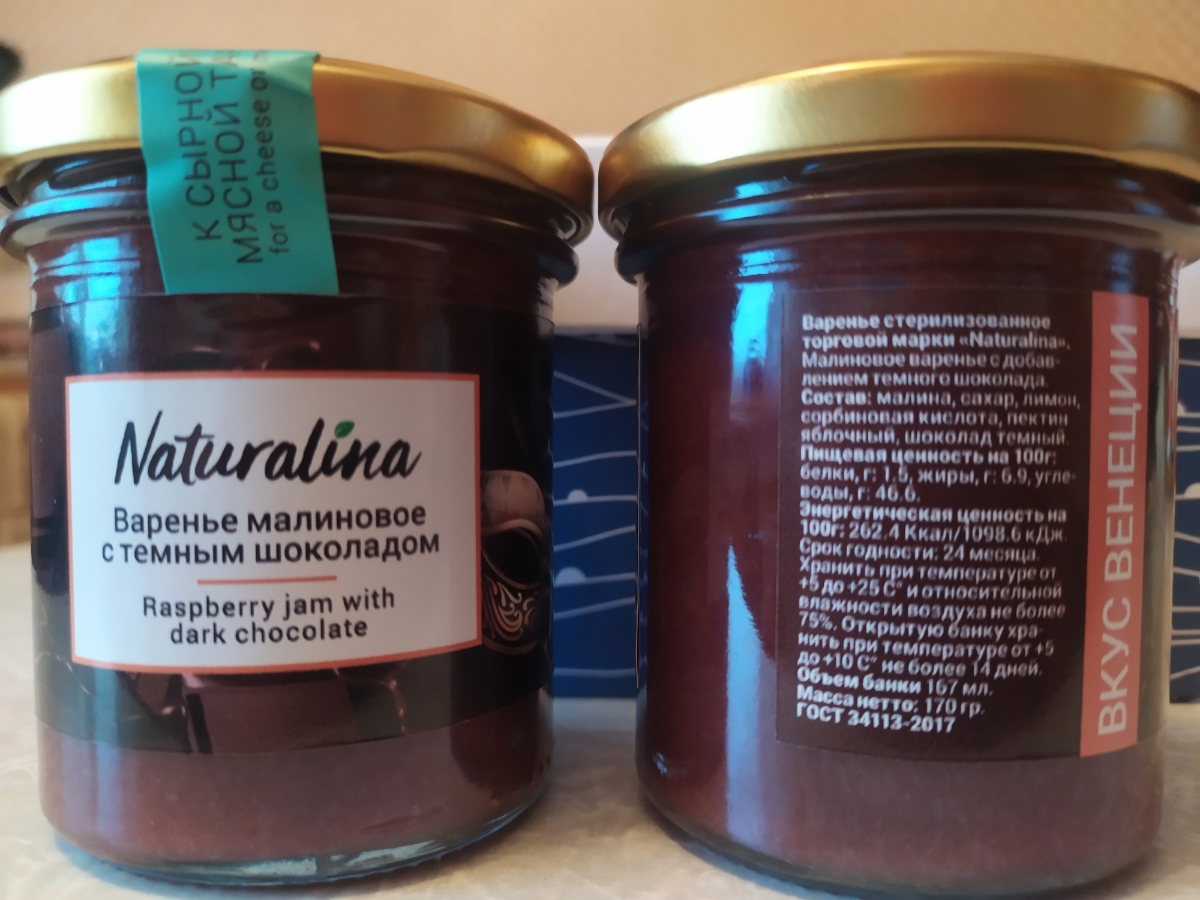 К СЫРНОЙ
МЯСНОЙ ТА
for a cheese or
Naturalina
Варенье малиновое
с темным шоколадом
Raspberry jam with
dark chocolate
Варенье стерилизованное
торговой марки «Naturalina».
Малиновое варенье с добав-
лением темного шоколада.
Состав: малина, сахар, лимон,
сорбиновая кислота, пектин
яблочный, шоколад темный.
Пищевая ценность на 100г:
белки, г: 1.5, жиры, г: 6.9, угле-
воды, г: 46.6.
Энергетическая ценность на
100г: 262.4 Ккал/1098.6 кДж.
Срок годности: 24 месяца.
Хранить при температуре от
+5 до +25 С° и относительной
влажности воздуха не более
75%. Открытую банку хра-
нить при температуре от +5
до +10 С° не более 14 дней.
Объем банки 167 мл.
Масса нетто: 170 гр.
ГОСТ 34113-2017
ВКУС ВЕНЕЦИИ